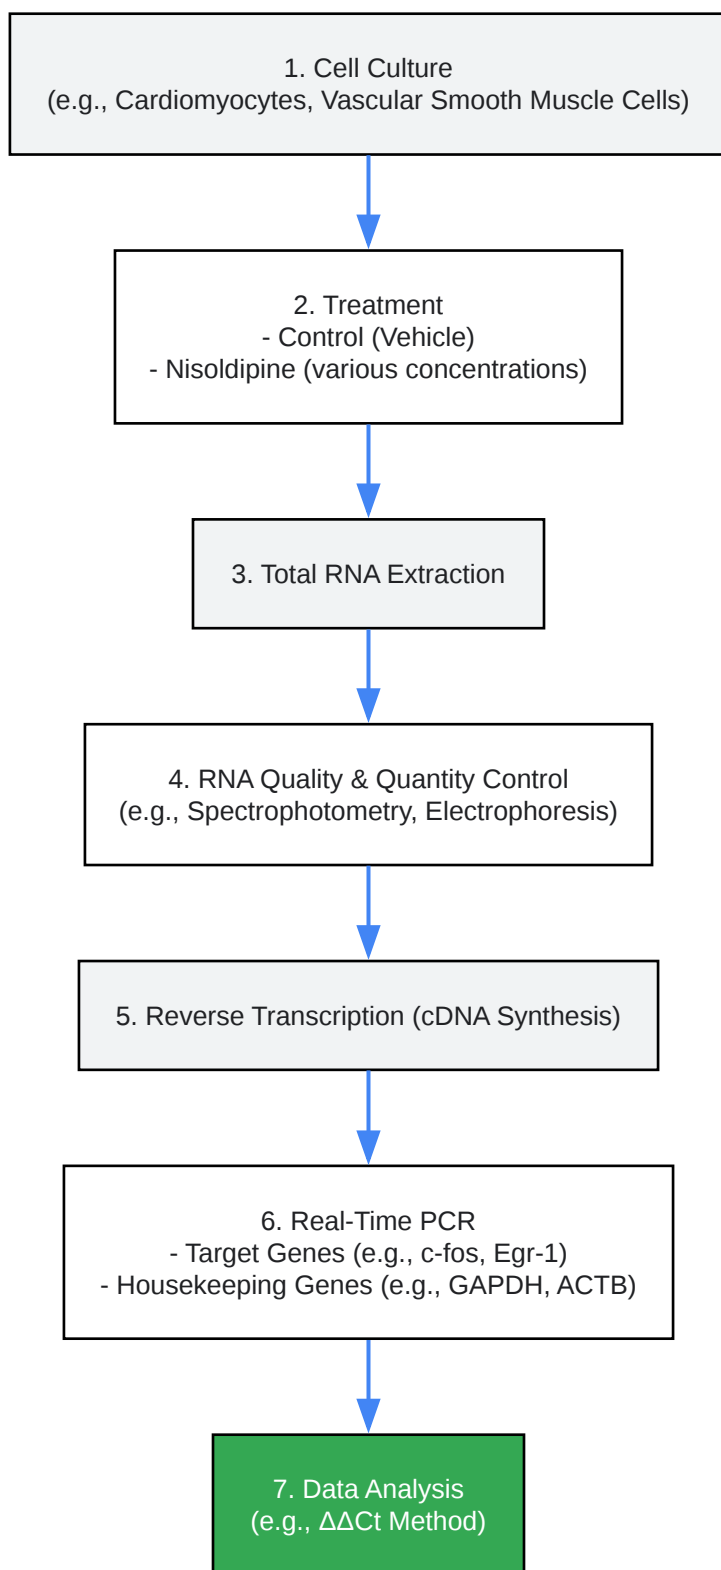 1. Cell Culture
(e.g., Cardiomyocytes, Vascular Smooth Muscle Cells)
2. Treatment
- Control (Vehicle)
- Nisoldipine (various concentrations)
3. Total RNA Extraction
4. RNA Quality & Quantity Control
(e.g., Spectrophotometry, Electrophoresis)
5. Reverse Transcription (cDNA Synthesis)
6. Real-Time PCR
- Target Genes (e.g., c-fos, Egr-1)
- Housekeeping Genes (e.g., GAPDH, ACTB)
7. Data Analysis
(e.g., ΔΔCt Method)